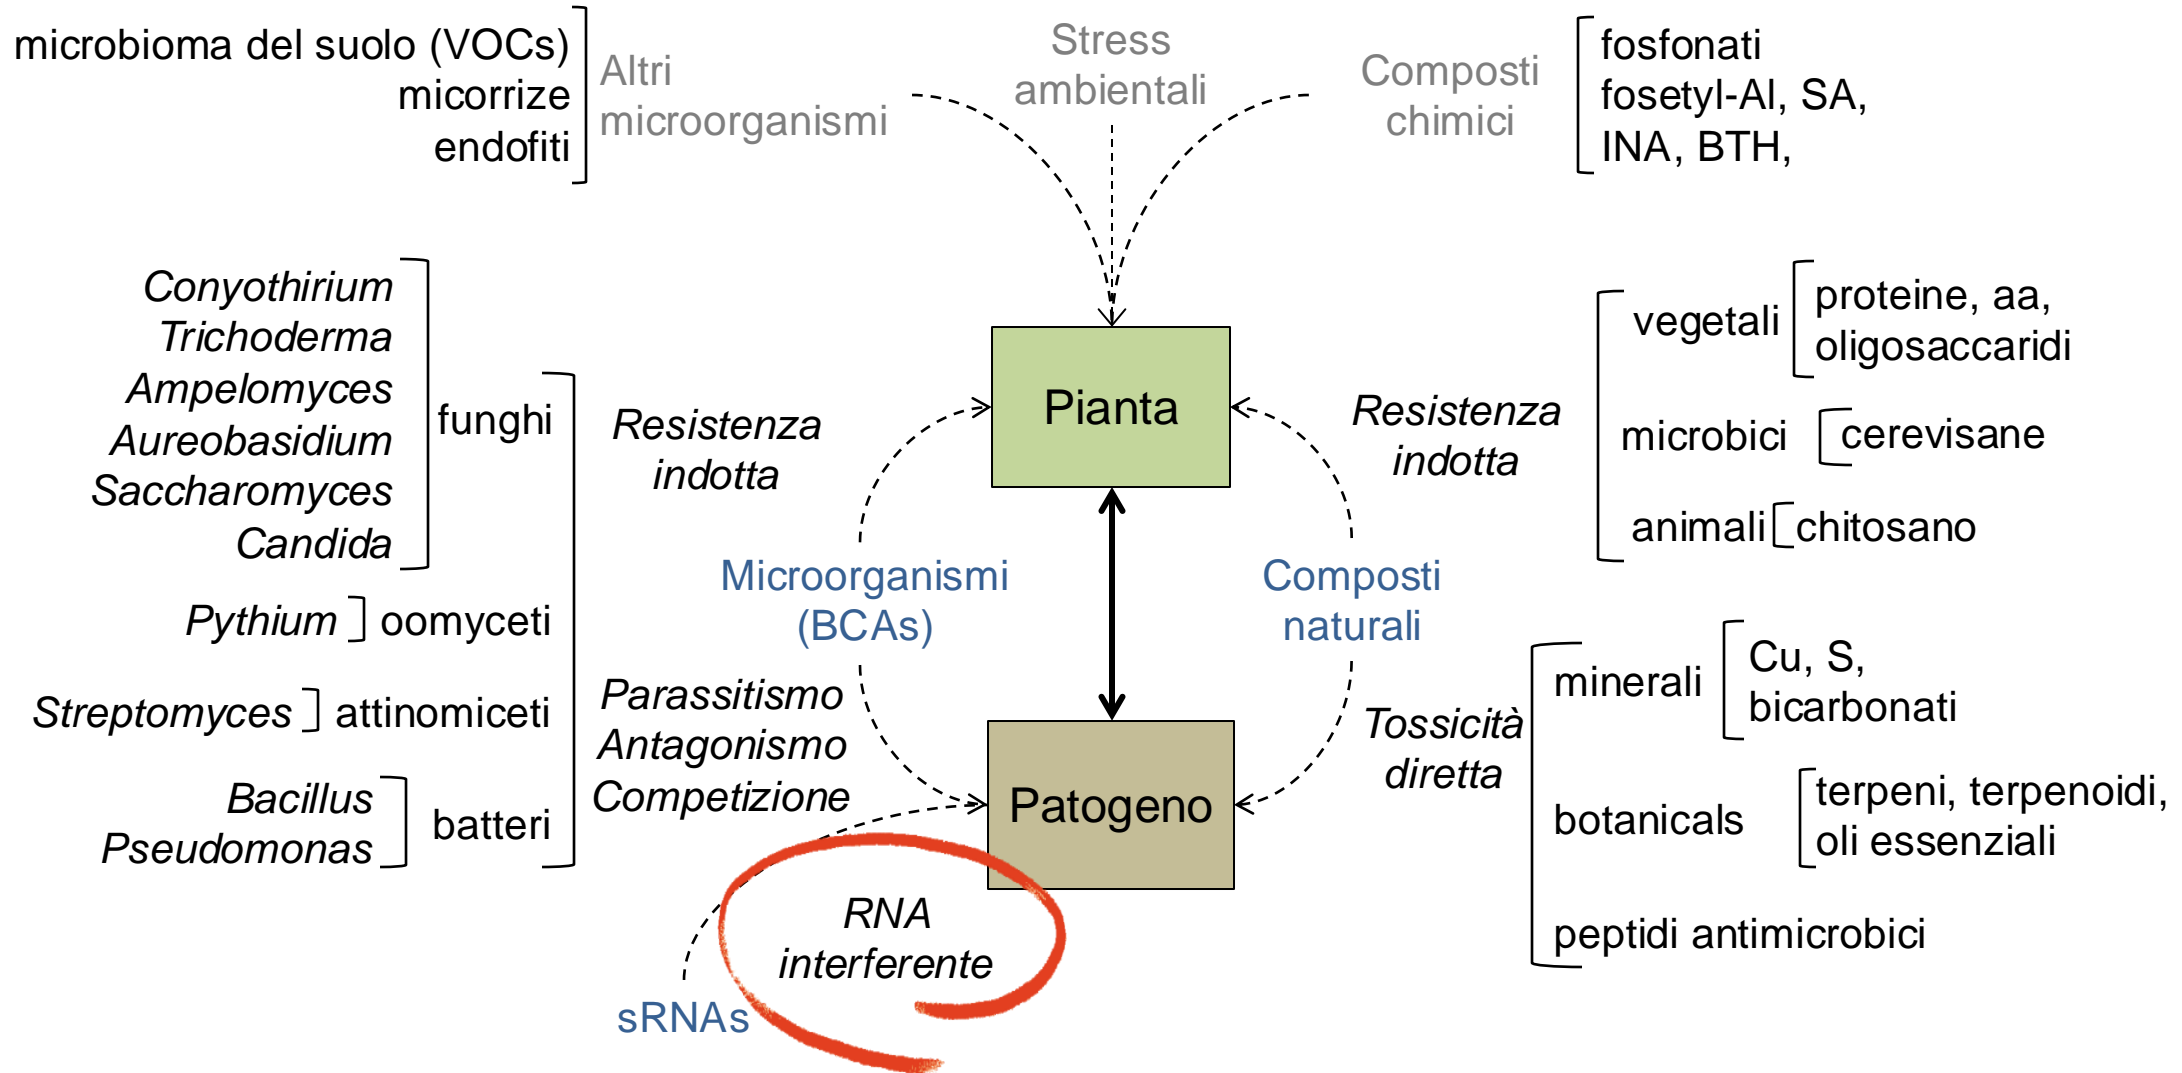 microbioma del suolo (VOCs)
micorrize
endofiti
Altri
microorganismi
Stress
ambientali
Composti
chimici
fosfonati
fosetyl-Al, SA,
INA, BTH,
Conyothirium
Trichoderma
Ampelomyces
Aureobasidium
Saccharomyces
Candida
funghi
Pythium
oomyceti
Streptomyces
attinomiceti
Bacillus
Pseudomonas
batteri
Resistenza
indotta
Microorganismi
(BCAs)
Parassitismo
Antagonismo
Competizione
Pianta
Patogeno
RNA
interferente
sRNAs
Resistenza
indotta
Composti
naturali
Tossicità
diretta
vegetali
proteine, aa,
oligosaccaridi
microbici
cerevisane
animali
chitosano
minerali
Cu, S,
bicarbonati
botanicals
terpeni, terpenoidi,
oli essenziali
peptidi antimicrobici